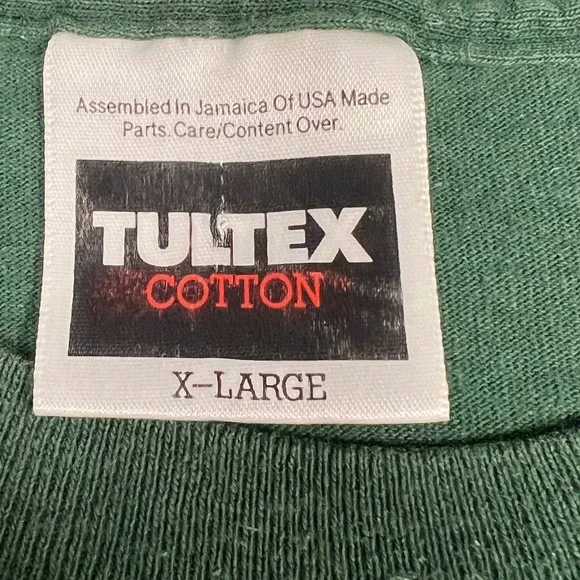 Assembled In Jamaica Of USA Made
Parts. Care/Content Over.
TULTEX
COTTON
X-LARGE